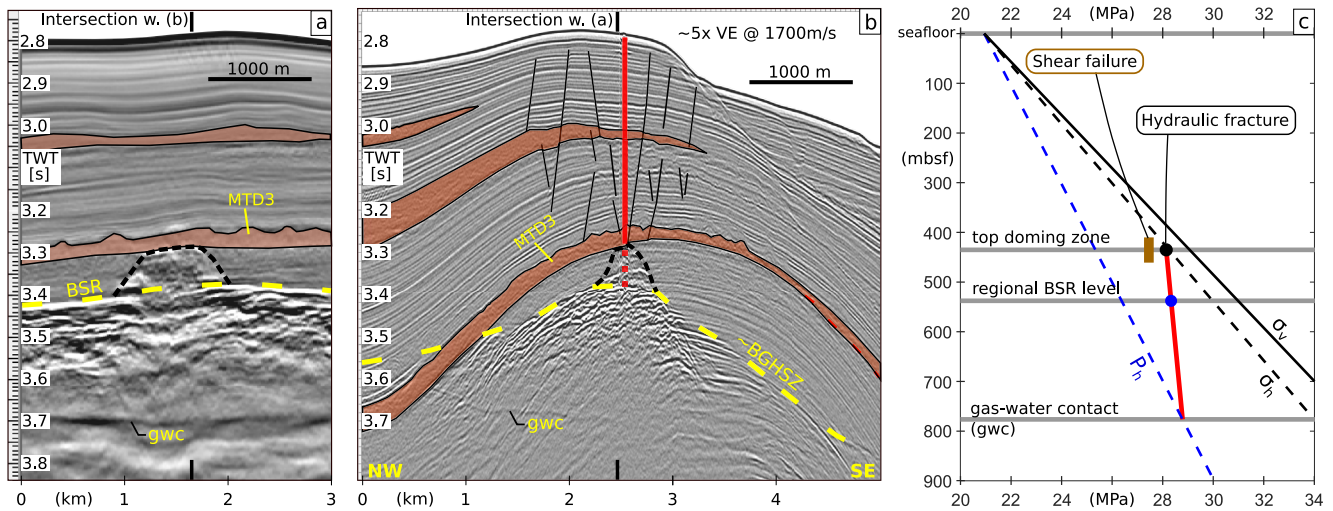 Intersection w. (b)
a
2.8
1000 m
2.9
3.0
TWT
[s]
3.2
MTD3
3.3
BSR
3.4
3.5
3.6
3.7
gwc
3.8
0 (km) 1 2 3
Intersection w. (a)
b
~5x VE @ 1700m/s
2.8
1000 m
2.9
3.0
TWT
[s]
3.2
MTD3
3.3
3.4
3.5
~BGHSZ
3.6
3.7
gwc
3.8
NW
SE
0 (km) 1 2 3 4
20 22 (MPa) 28 30 32 34
c
seafloor
Shear failure
100
Hydraulic fracture
200
(mbsf)
300
400
top doming zone
500
regional BSR level
600
σv
Ph
σh
700
gas-water contact
(gwc)
800
900
20 22 24 (MPa) 28 30 32 34